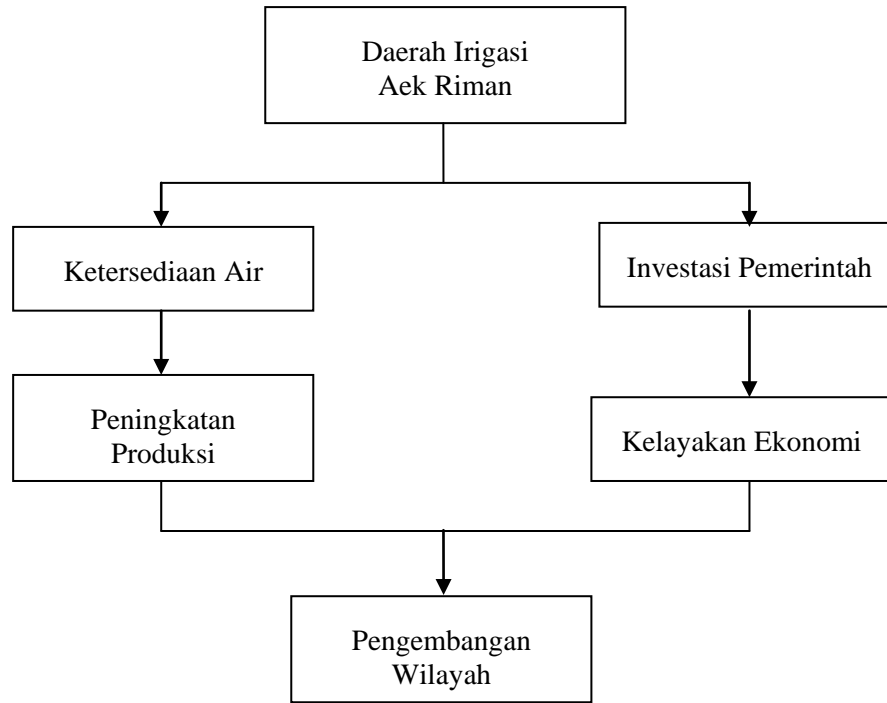 Daerah Irigasi
Aek Riman
Ketersediaan Air
Investasi Pemerintah
Peningkatan
Produksi
Kelayakan Ekonomi
Pengembangan
Wilayah